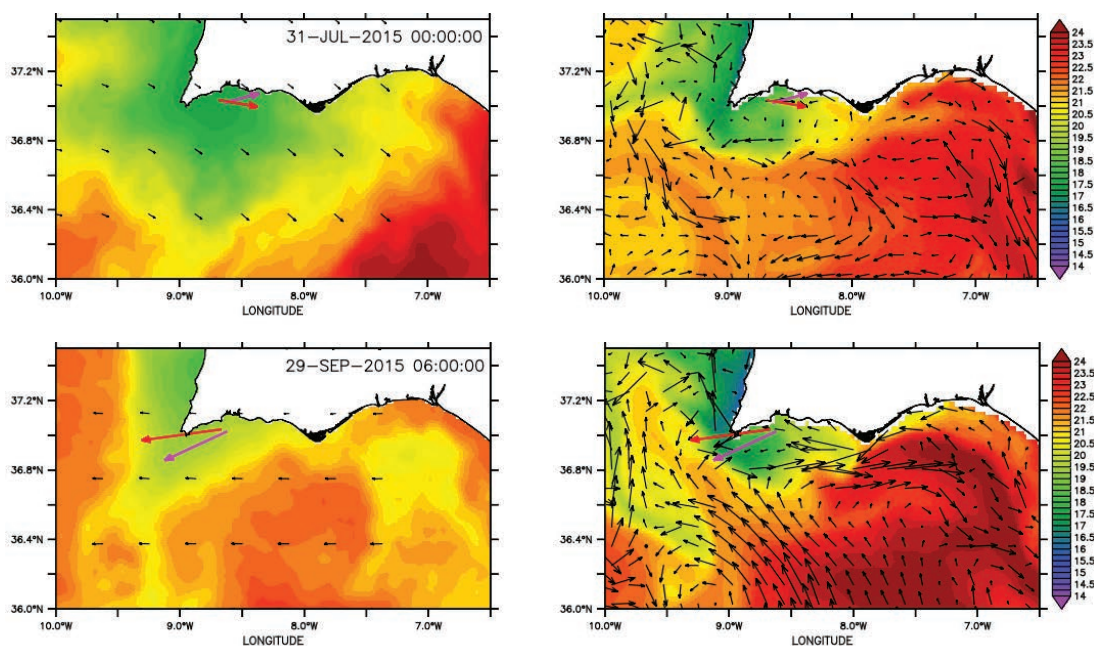 31-JUL-2015 00:00:00
37.2°N
36.8°N
36.4°N
36.0°N
10.0°W 9.0°W 8.0°W 7.0°W
LONGITUDE
37.2°N
36.8°N
36.4°N
36.0°N
10.0°W 9.0°W 8.0°W 7.0°W
LONGITUDE
24
23.5
23
22.5
22
21.5
21
20.5
20
19.5
19
18.5
18
17.5
17
16.5
16
15.5
15
14.5
14
29-SEP-2015 06:00:00
37.2°N
36.8°N
36.4°N
36.0°N
10.0°W 9.0°W 8.0°W 7.0°W
LONGITUDE
37.2°N
36.8°N
36.4°N
36.0°N
10.0°W 9.0°W 8.0°W 7.0°W
LONGITUDE
24
23.5
23
22.5
22
21.5
21
20.5
20
19.5
19
18.5
18
17.5
17
16.5
16
15.5
15
14.5
14